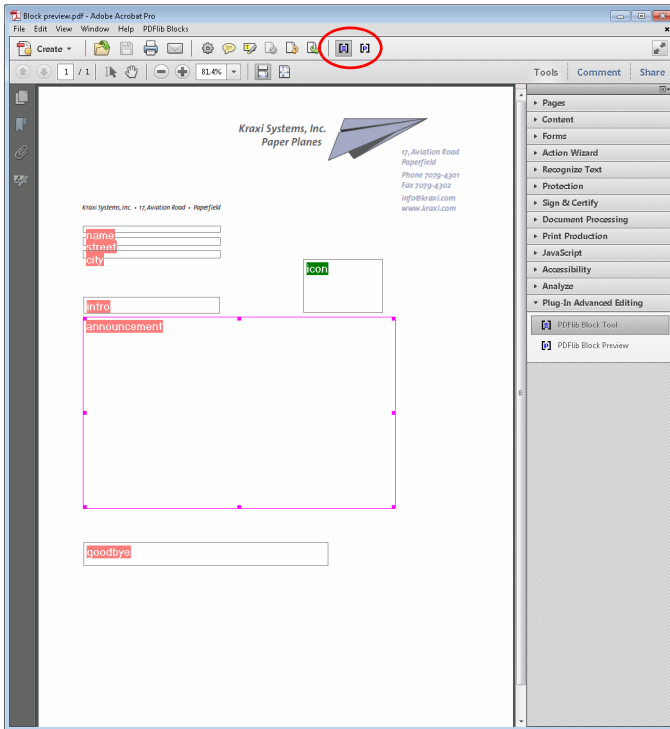 Block preview.pdf - Adobe Acrobat Pro
File Edit View Window Help PDFlib Blocks
Create
1 / 1 81.4%
Tools Comment Share
Kraxi Systems, Inc.
Paper Planes
17, Aviation Road
Paperfield
Phone 7079-4301
Fax 7079-4302
info@kraxi.com
www.kraxi.com
Kraxi Systems, Inc. • 17, Aviation Road • Paperfield
name
street
city
icon
intro
announcement
goodbye
Pages
Content
Forms
Action Wizard
Recognize Text
Protection
Sign & Certify
Document Processing
Print Production
JavaScript
Accessibility
Analyze
Plug-In Advanced Editing
PDFlib Block Tool
PDFlib Block Preview